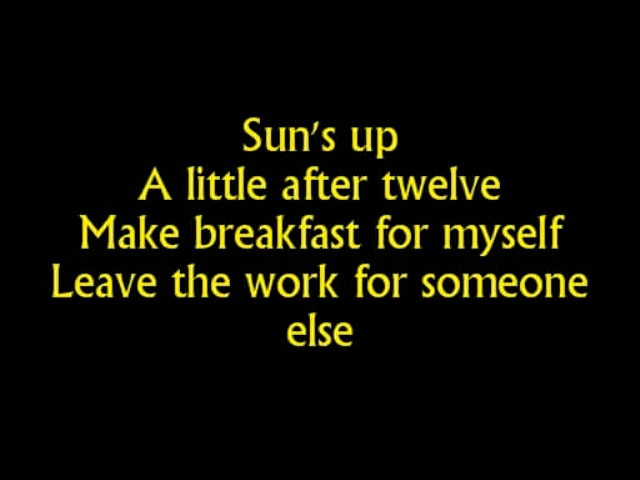 Sun's up
A little after twelve
Make breakfast for myself
Leave the work for someone
else